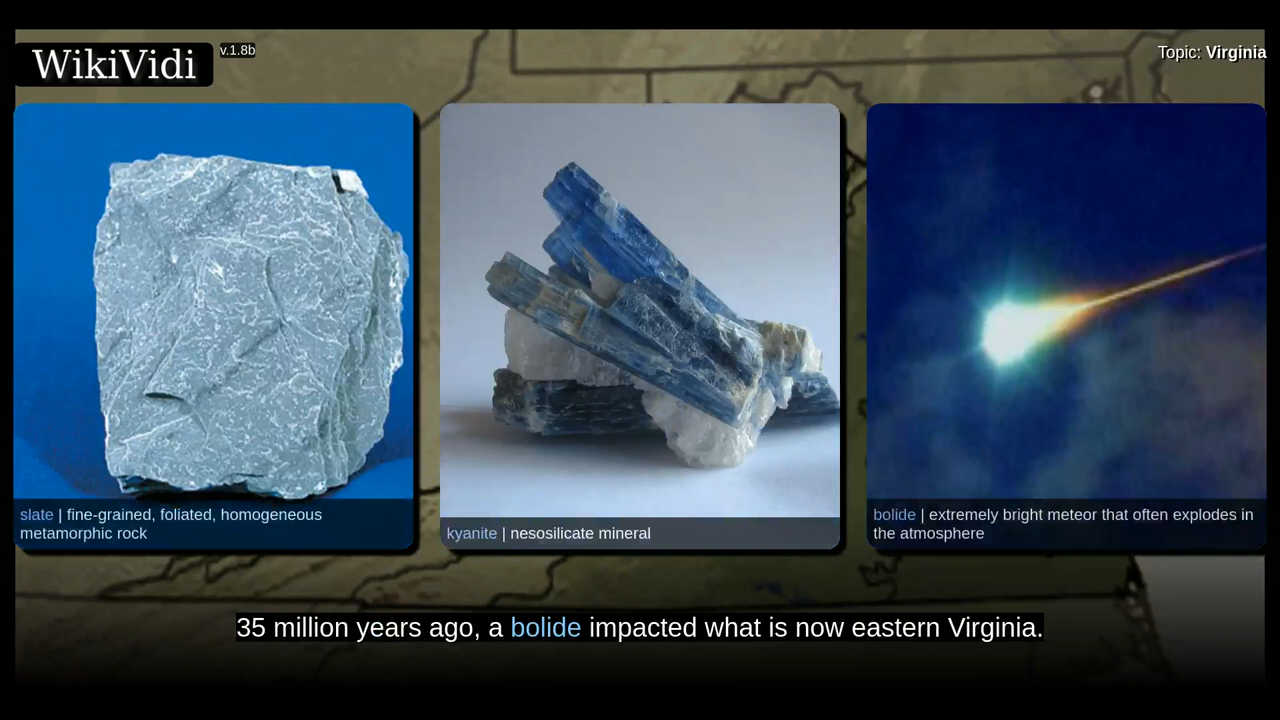 WikiVidi
v.1.8b
Topic: Virginia
slate | fine-grained, foliated, homogeneous
metamorphic rock
kyanite | nesosilicate mineral
bolide | extremely bright meteor that often explodes in
the atmosphere
35 million years ago, a bolide impacted what is now eastern Virginia.